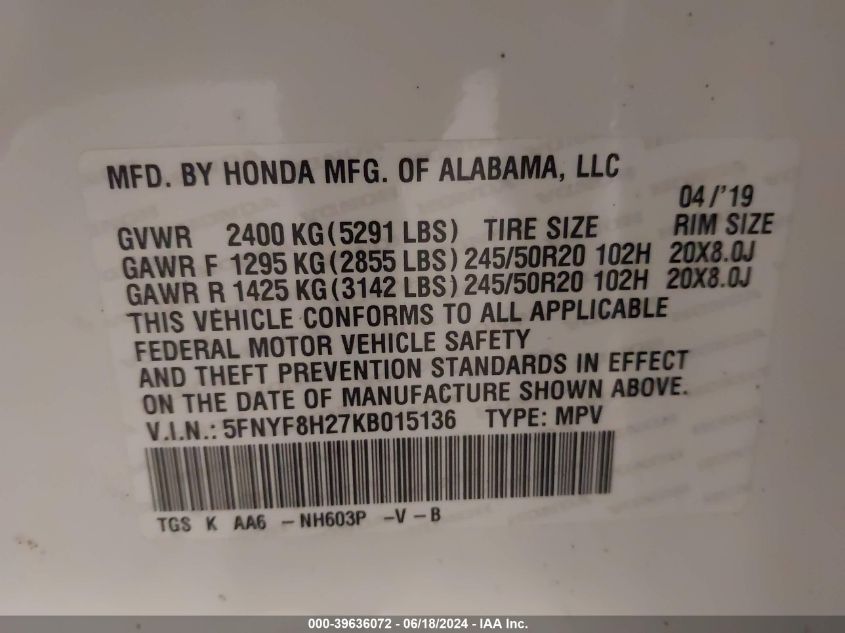 MFD. BY HONDA MFG. OF ALABAMA, LLC
04/'19
GVWR 2400 KG(5291 LBS) TIRE SIZE RIM SIZE
GAWR F 1295 KG(2855 LBS) 245/50R20 102H 20X8.0J
GAWR R 1425 KG(3142 LBS) 245/50R20 102H 20X8.0J
THIS VEHICLE CONFORMS TO ALL APPLICABLE
FEDERAL MOTOR VEHICLE SAFETY
AND THEFT PREVENTION STANDARDS IN EFFECT
ON THE DATE OF MANUFACTURE SHOWN ABOVE.
V.I.N.: 5FNYF8H27KB015136 TYPE: MPV
TGS K AA6 -NH603P -V-B
000-39636072 - 06/18/2024 - IAA Inc.